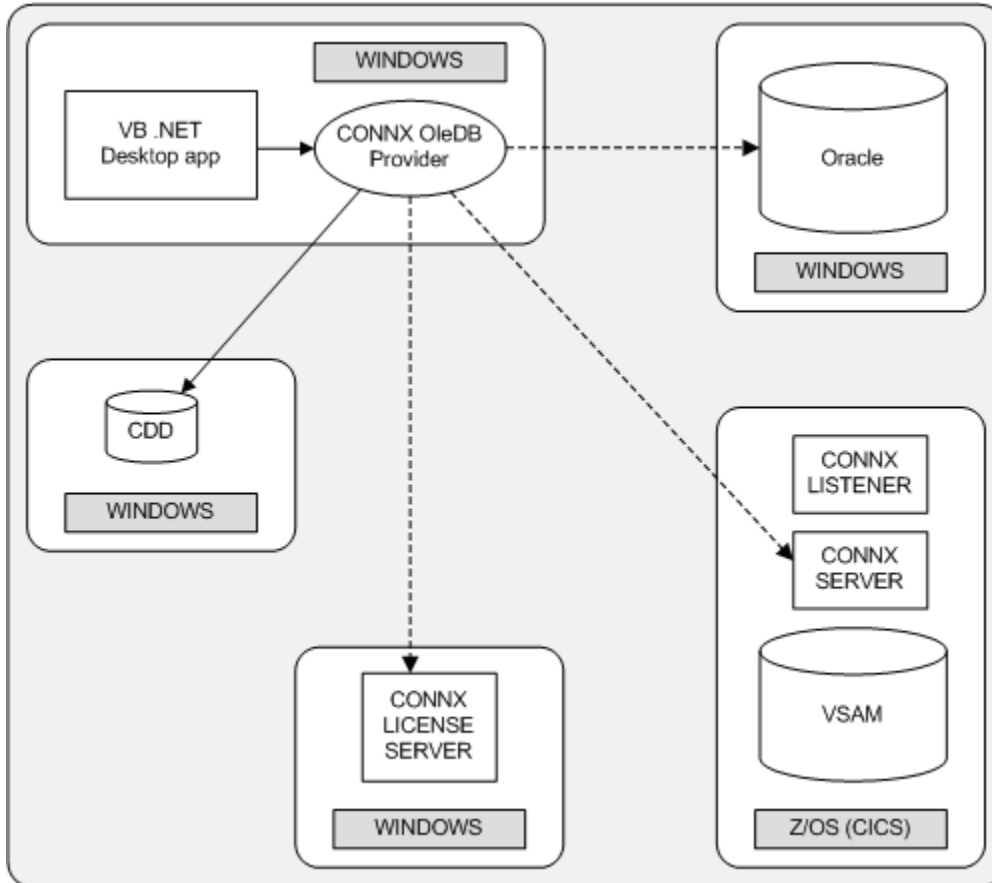 WINDOWS
VB .NET
Desktop app
CONNX OleDB
Provider
Oracle
WINDOWS
CDD
WINDOWS
CONNX
LISTENER
CONNX
SERVER
VSAM
Z/OS (CICS)
CONNX
LICENSE
SERVER
WINDOWS